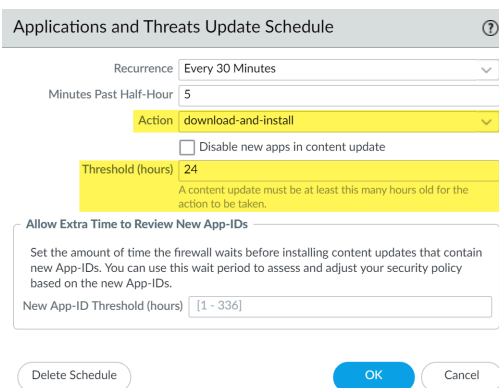 Applications and Threats Update Schedule ?
Recurrence Every 30 Minutes
Minutes Past Half-Hour 5
Action download-and-install
Disable new apps in content update
Threshold (hours) 24
A content update must be at least this many hours old for the
action to be taken.
Allow Extra Time to Review New App-IDs
Set the amount of time the firewall waits before installing content updates that contain
new App-IDs. You can use this wait period to assess and adjust your security policy
based on the new App-IDs.
New App-ID Threshold (hours) [1 - 336]
Delete Schedule OK Cancel